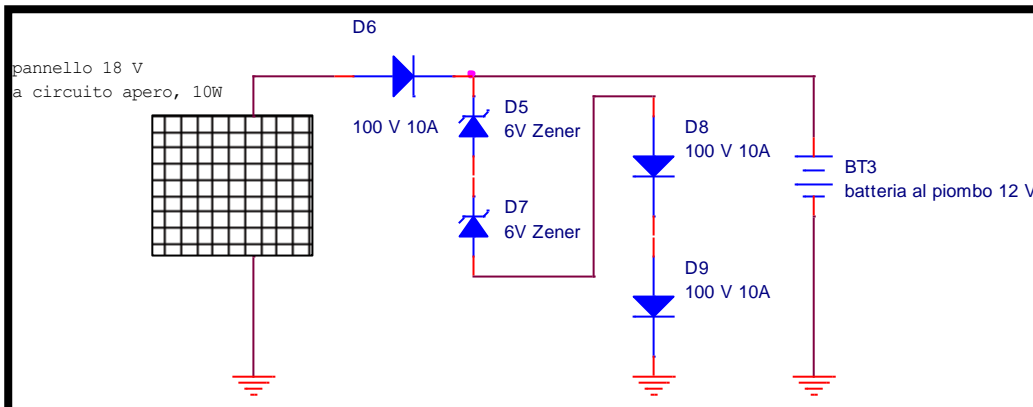 D6
pannello 18 V
a circuito apero, 10W
100 V 10A
D5
6V Zener
D8
100 V 10A
D7
6V Zener
BT3
batteria al piombo 12 V
D9
100 V 10A